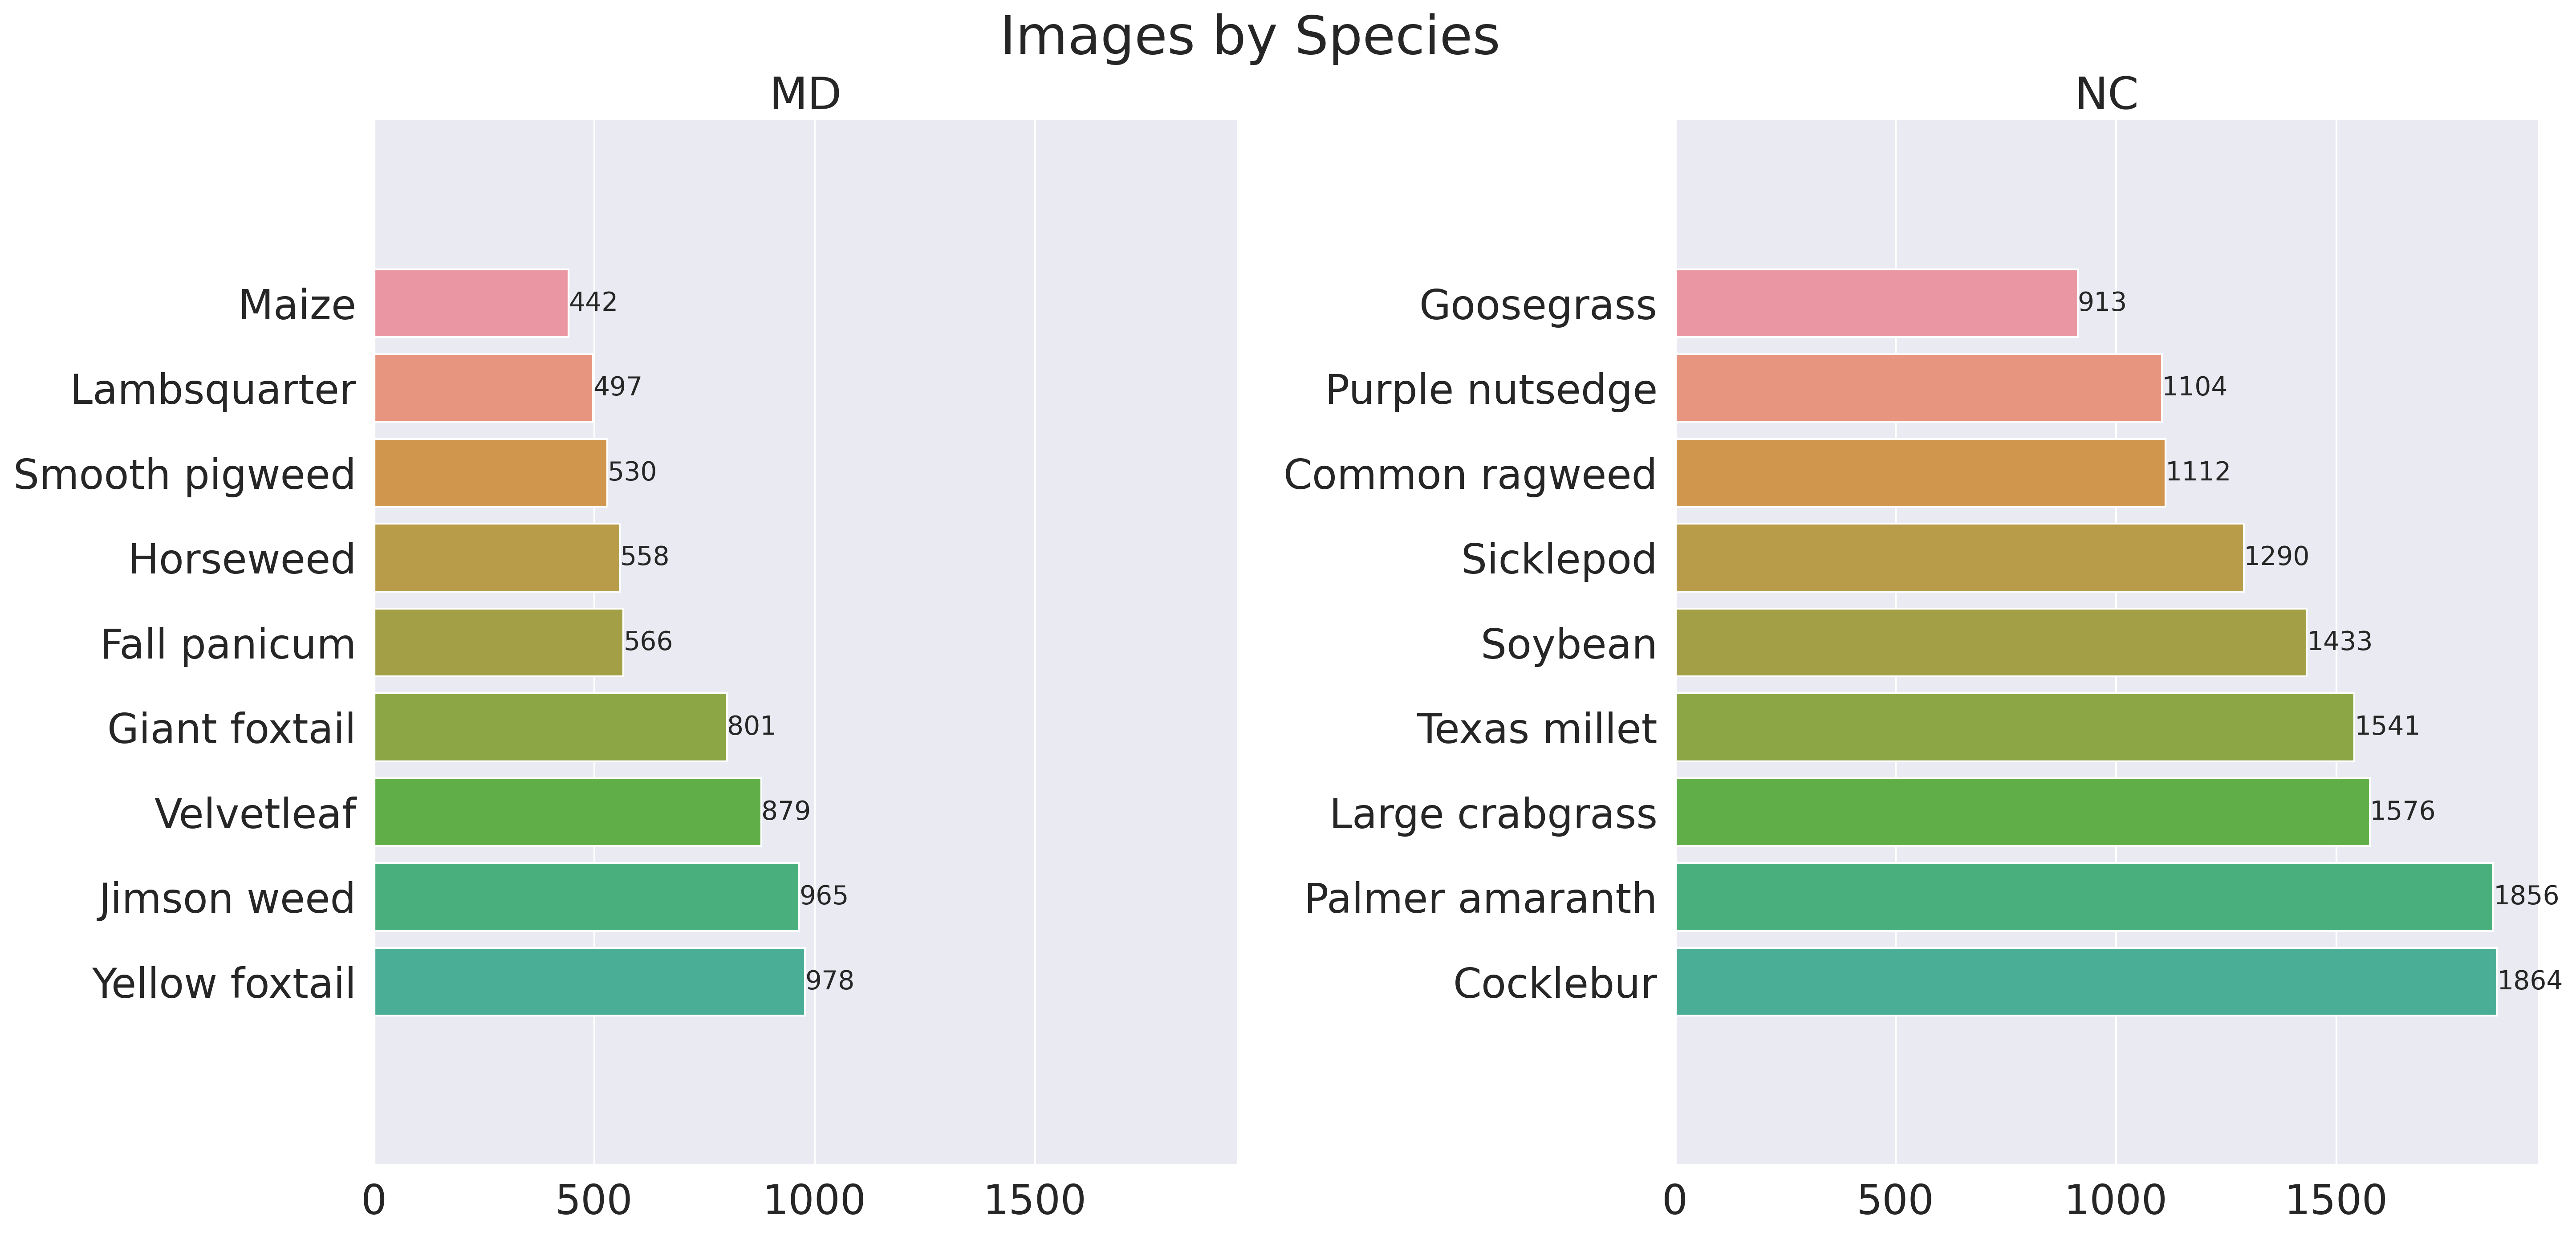 Images by Species
MD
Maize 442
Lambsquarter 497
Smooth pigweed 530
Horseweed 558
Fall panicum 566
Giant foxtail 801
Velvetleaf 879
Jimson weed 965
Yellow foxtail 978
0 500 1000 1500
NC
Goosegrass 913
Purple nutsedge 1104
Common ragweed 1112
Sicklepod 1290
Soybean 1433
Texas millet 1541
Large crabgrass 1576
Palmer amaranth 1856
Cocklebur 1864
0 500 1000 1500